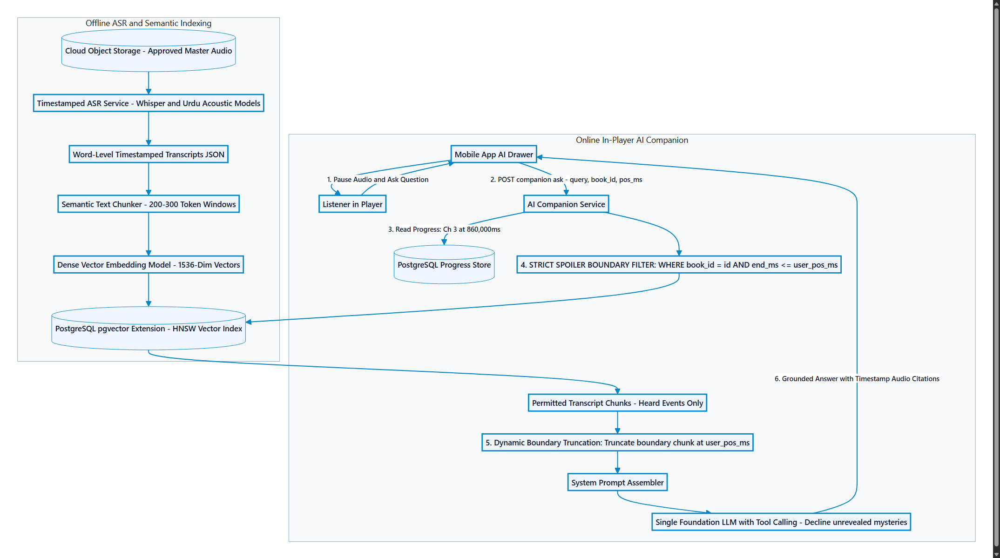 Offline ASR and Semantic Indexing
Cloud Object Storage - Approved Master Audio
Timestamped ASR Service - Whisper and Urdu Acoustic Models
Word-Level Timestamped Transcripts JSON
Semantic Text Chunker - 200-300 Token Windows
Dense Vector Embedding Model - 1536-Dim Vectors
PostgreSQL pgvector Extension - HNSW Vector Index
Online In-Player AI Companion
Mobile App AI Drawer
1. Pause Audio and Ask Question
2. POST companion ask - query, book_id, pos_ms
Listener in Player
AI Companion Service
3. Read Progress: Ch 3 at 860,000ms
PostgreSQL Progress Store
4. STRICT SPOILER BOUNDARY FILTER: WHERE book_id = id AND end_ms <= user_pos_ms
6. Grounded Answer with Timestamp Audio Citations
Permitted Transcript Chunks - Heard Events Only
5. Dynamic Boundary Truncation: Truncate boundary chunk at user_pos_ms
System Prompt Assembler
Single Foundation LLM with Tool Calling - Decline unrevealed mysteries